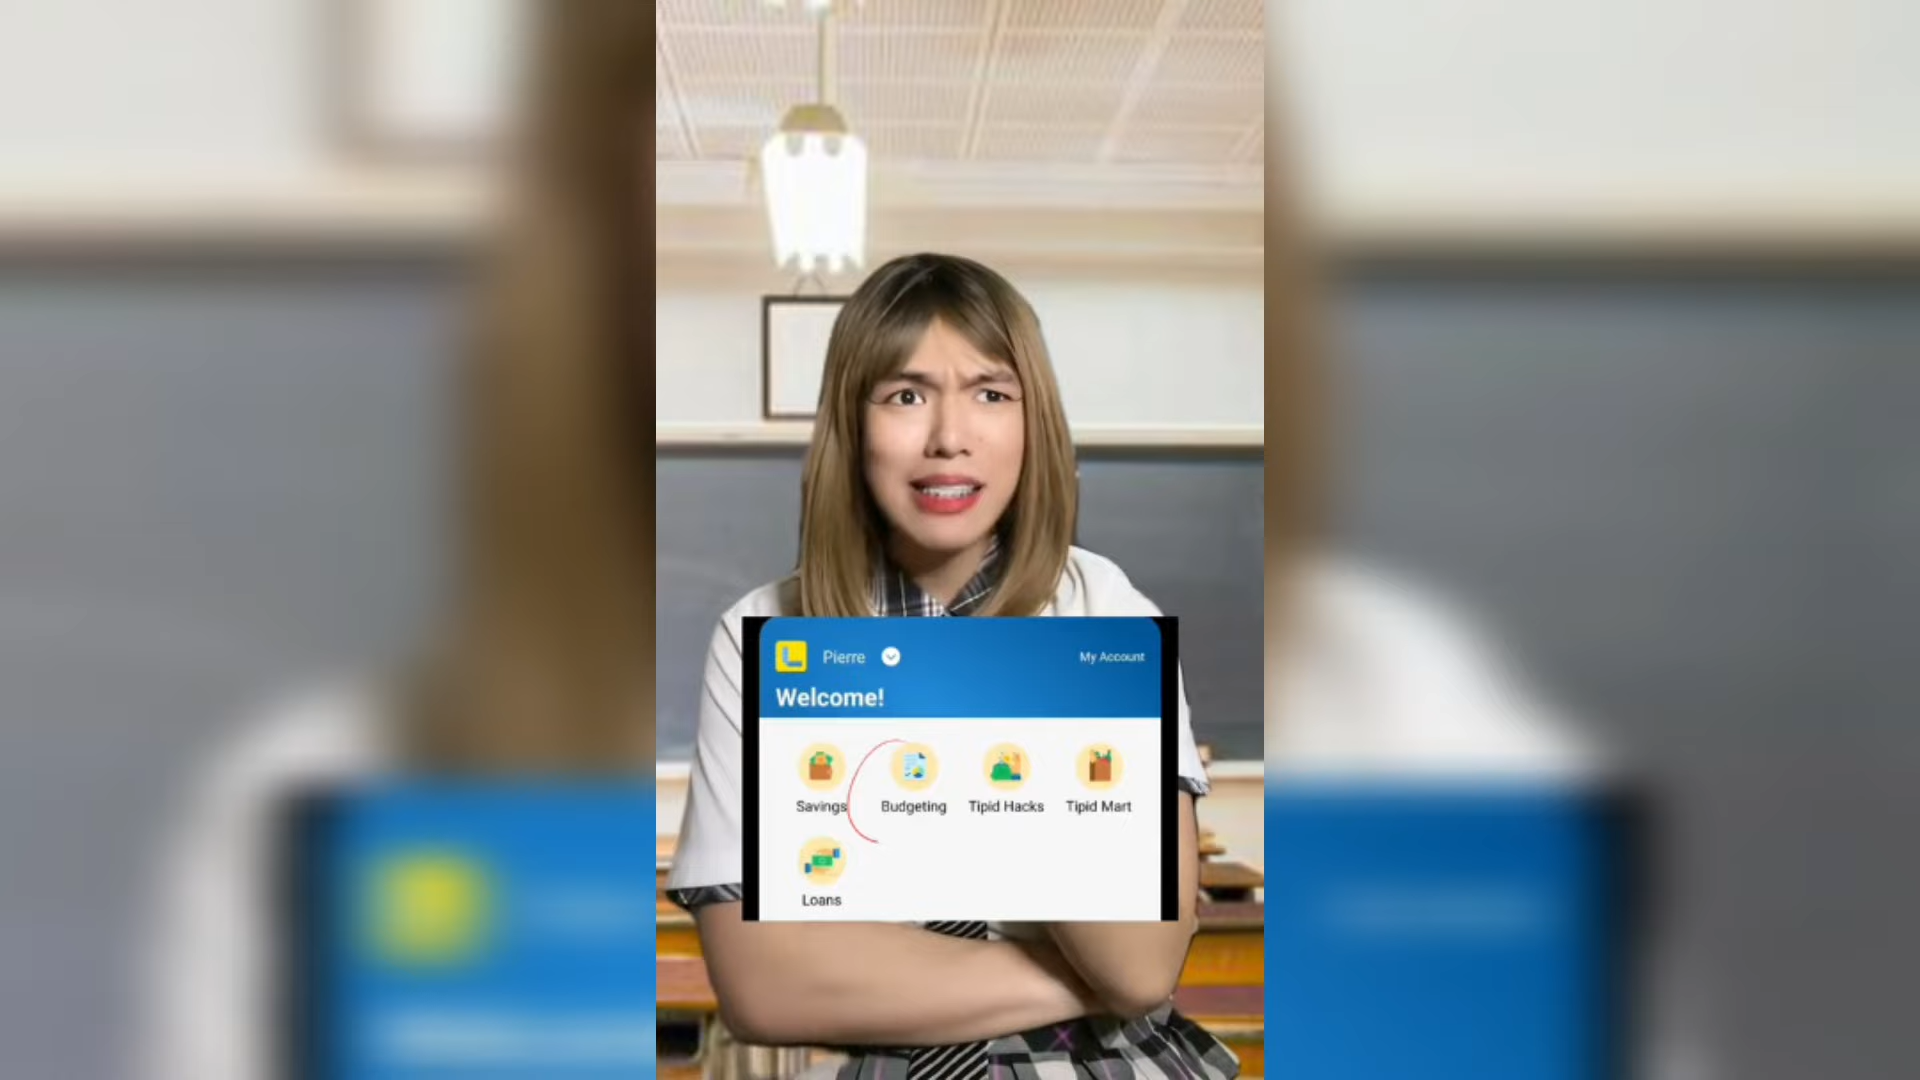 Pierre
My Account
Welcome!
Savings
Budgeting
Tipid Hacks
Tipid Mart
Loans